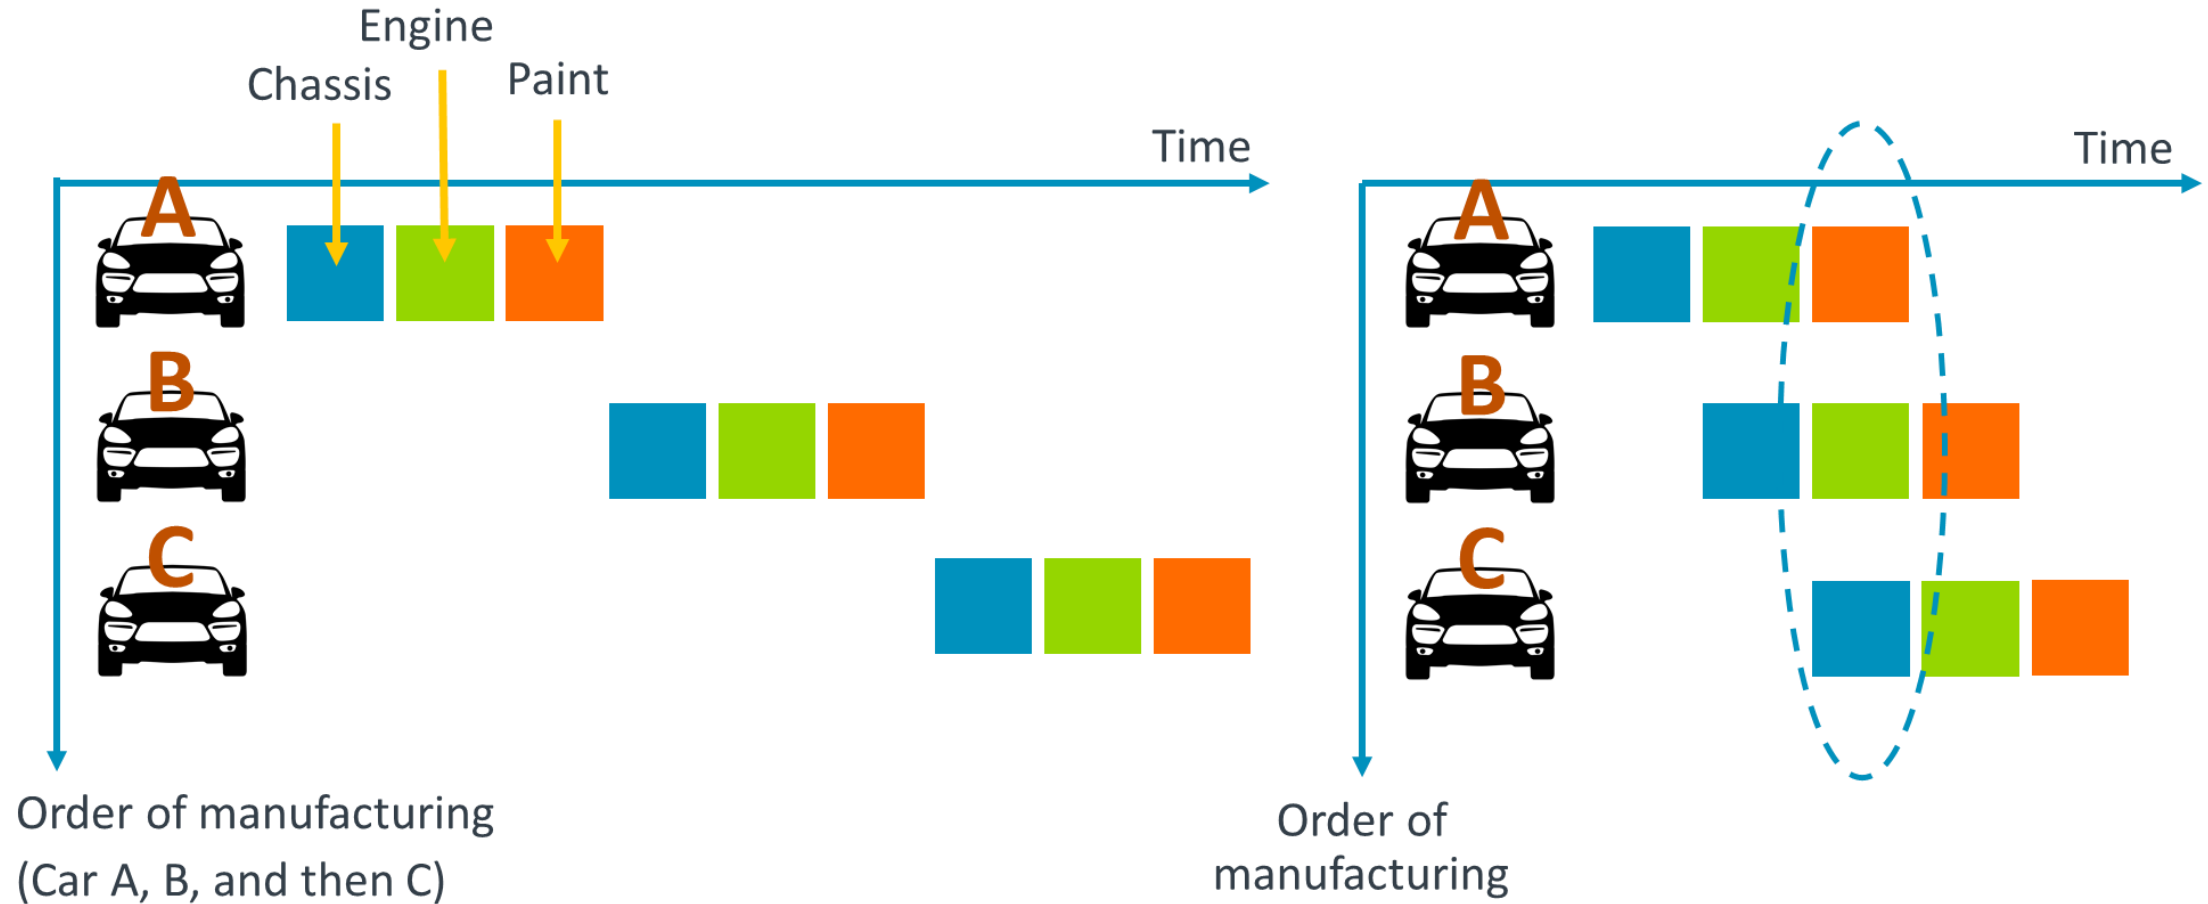 Engine
Chassis
Paint
Time
A
B
C
Order of manufacturing
(Car A, B, and then C)
Time
A
B
C
Order of
manufacturing